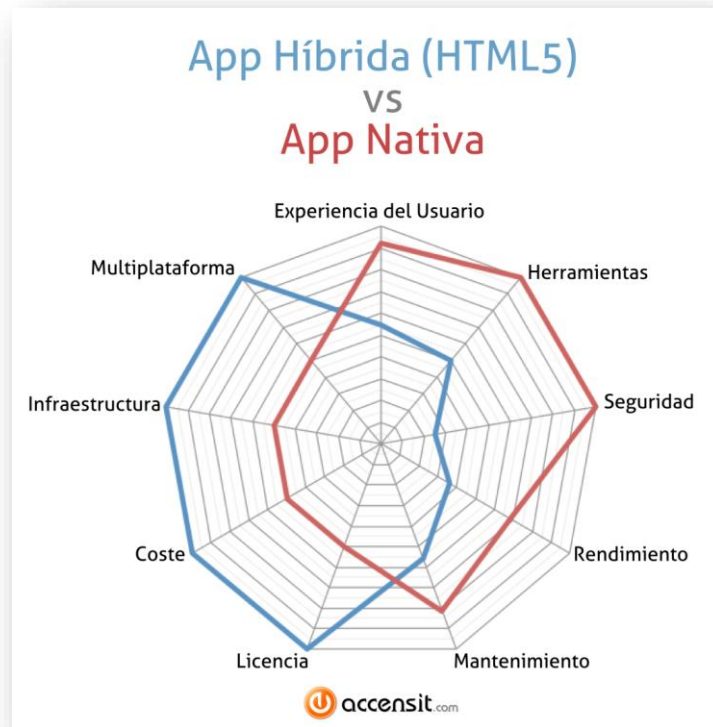 App Híbrida (HTML5)
vs
App Nativa
Experiencia del Usuario
Multiplataforma
Herramientas
Infraestructura
Seguridad
Coste
Rendimiento
Licencia
Mantenimiento
accensit.com